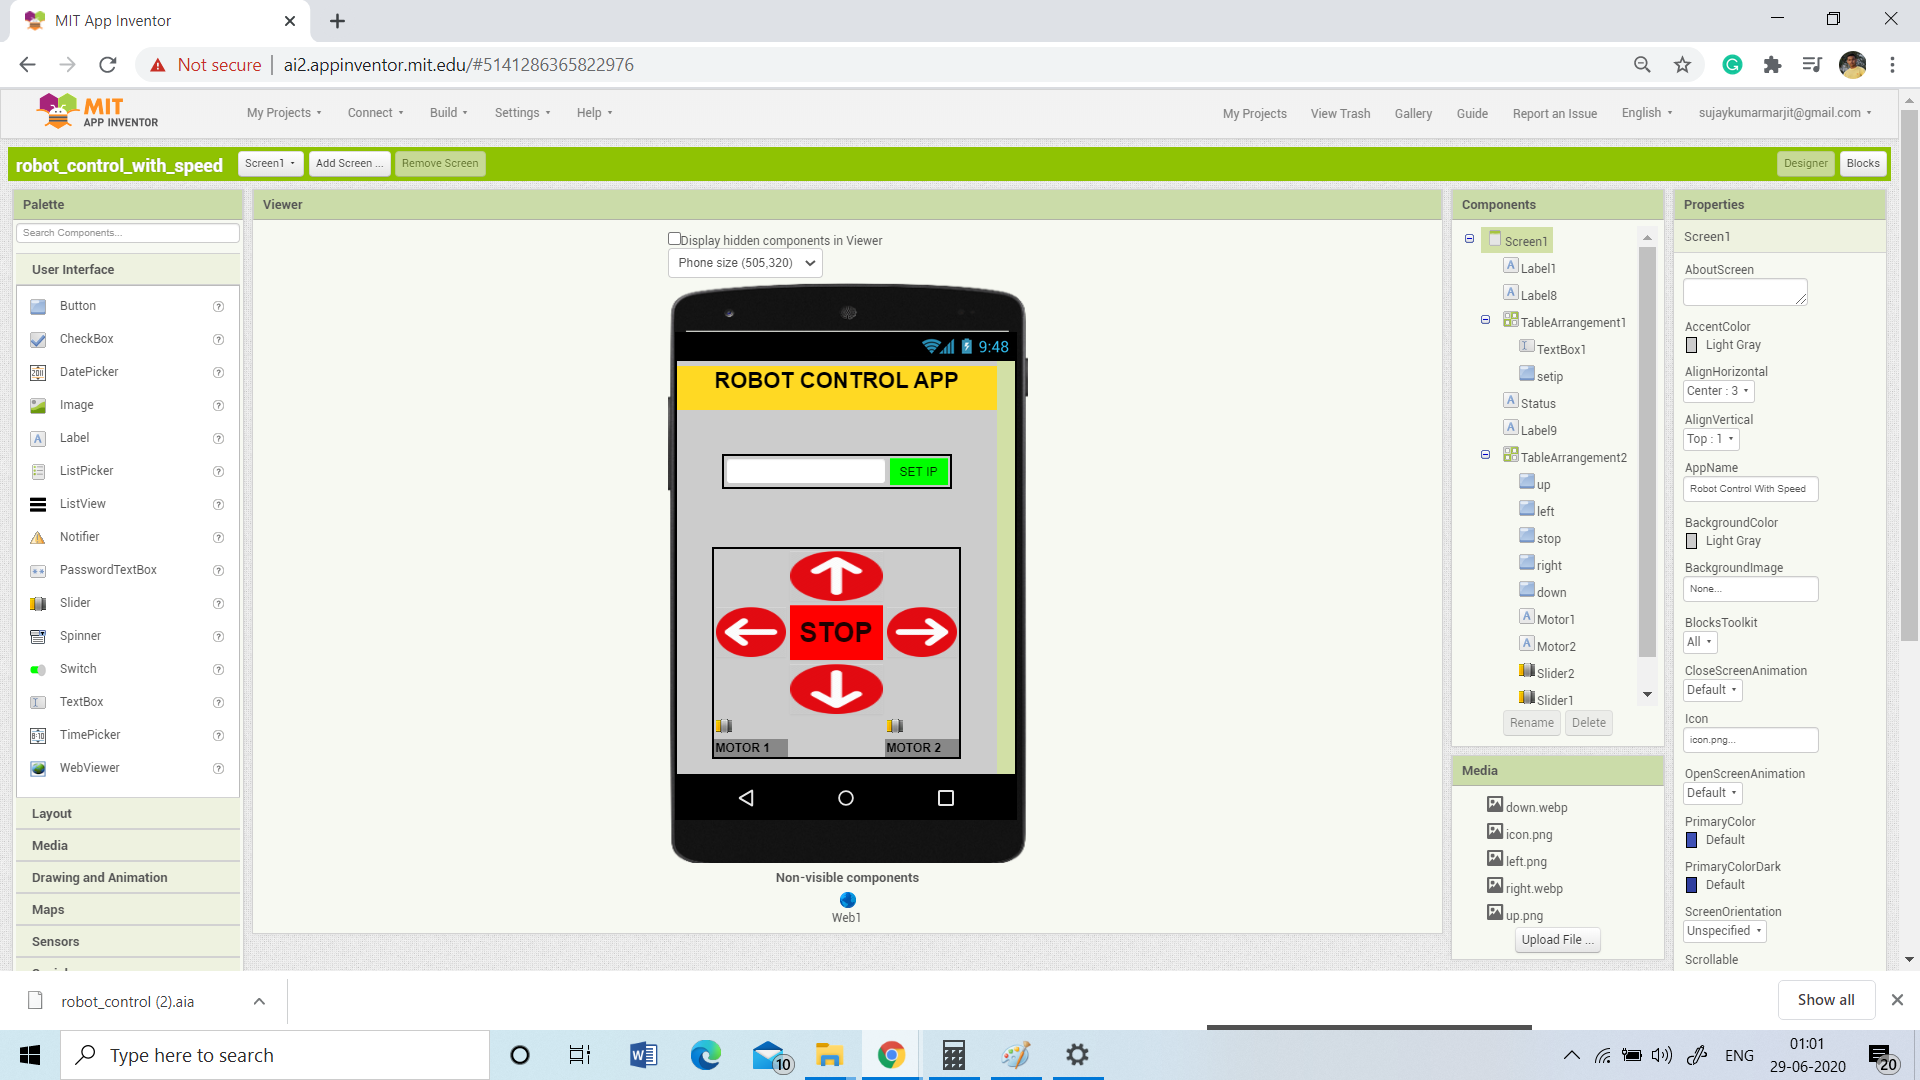 MIT App Inventor
Not secure
ai2.appinventor.mit.edu/#5141286365822976
MIT
APP INVENTOR
My Projects
Connect
Build
Settings
Help
My Projects
View Trash
Gallery
Guide
Report an Issue
English
sujaykumarmarjit@gmail.com
robot_control_with_speed
Screen1
Add Screen ...
Remove Screen
Designer
Blocks
Palette
Search Components...
User Interface
Button
CheckBox
DatePicker
Image
Label
ListPicker
ListView
Notifier
PasswordTextBox
Slider
Spinner
Switch
TextBox
TimePicker
WebViewer
Layout
Media
Drawing and Animation
Maps
Sensors
Viewer
Display hidden components in Viewer
Phone size (505,320)
9:48
ROBOT CONTROL APP
SET IP
STOP
MOTOR 1
MOTOR 2
Non-visible components
Web1
Components
Screen1
Label1
Label8
TableArrangement1
TextBox1
setip
Status
Label9
TableArrangement2
up
left
stop
right
down
Motor1
Motor2
Slider2
Slider1
Rename
Delete
Media
down.webp
icon.png
left.png
right.webp
up.png
Upload File ...
Properties
Screen1
AboutScreen
AccentColor
Light Gray
AlignHorizontal
Center : 3
AlignVertical
Top : 1
AppName
Robot Control With Speed
BackgroundColor
Light Gray
BackgroundImage
None...
BlocksToolkit
All
CloseScreenAnimation
Default
Icon
icon.png...
OpenScreenAnimation
Default
PrimaryColor
Default
PrimaryColorDark
Default
ScreenOrientation
Unspecified
Scrollable
robot_control (2).aia
Show all
Type here to search
10
ENG
01:01
29-06-2020
20